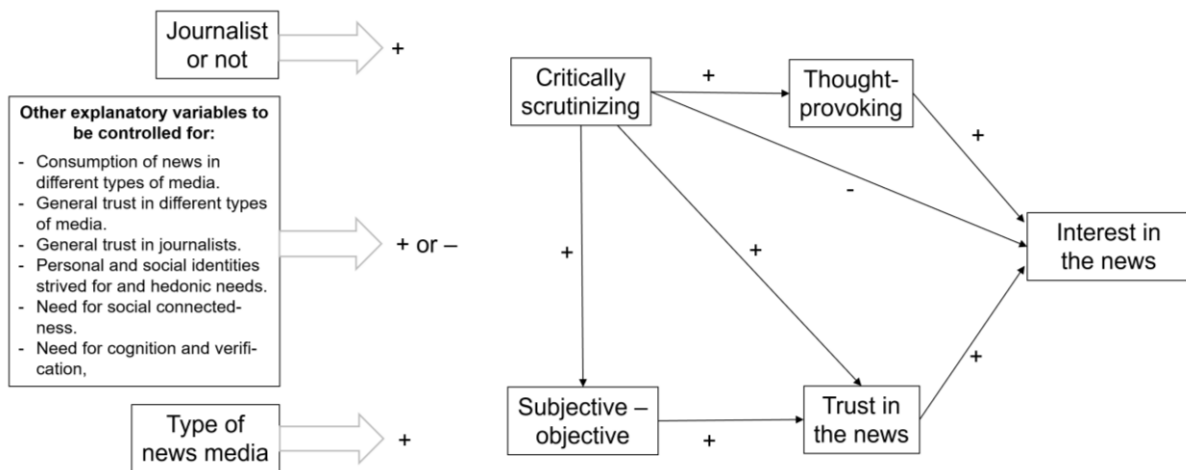 Journalist
or not
+
Other explanatory variables to
be controlled for:
- Consumption of news in
different types of media.
- General trust in different types
of media.
- General trust in journalists.
- Personal and social identities
strived for and hedonic needs.
- Need for social connected-
ness.
- Need for cognition and verifi-
cation,
+ or –
Type of
news media
+
Critically
scrutinizing
+
Thought-
provoking
+
-
+
+
Interest in
the news
+
Subjective –
objective
+
Trust in
the news